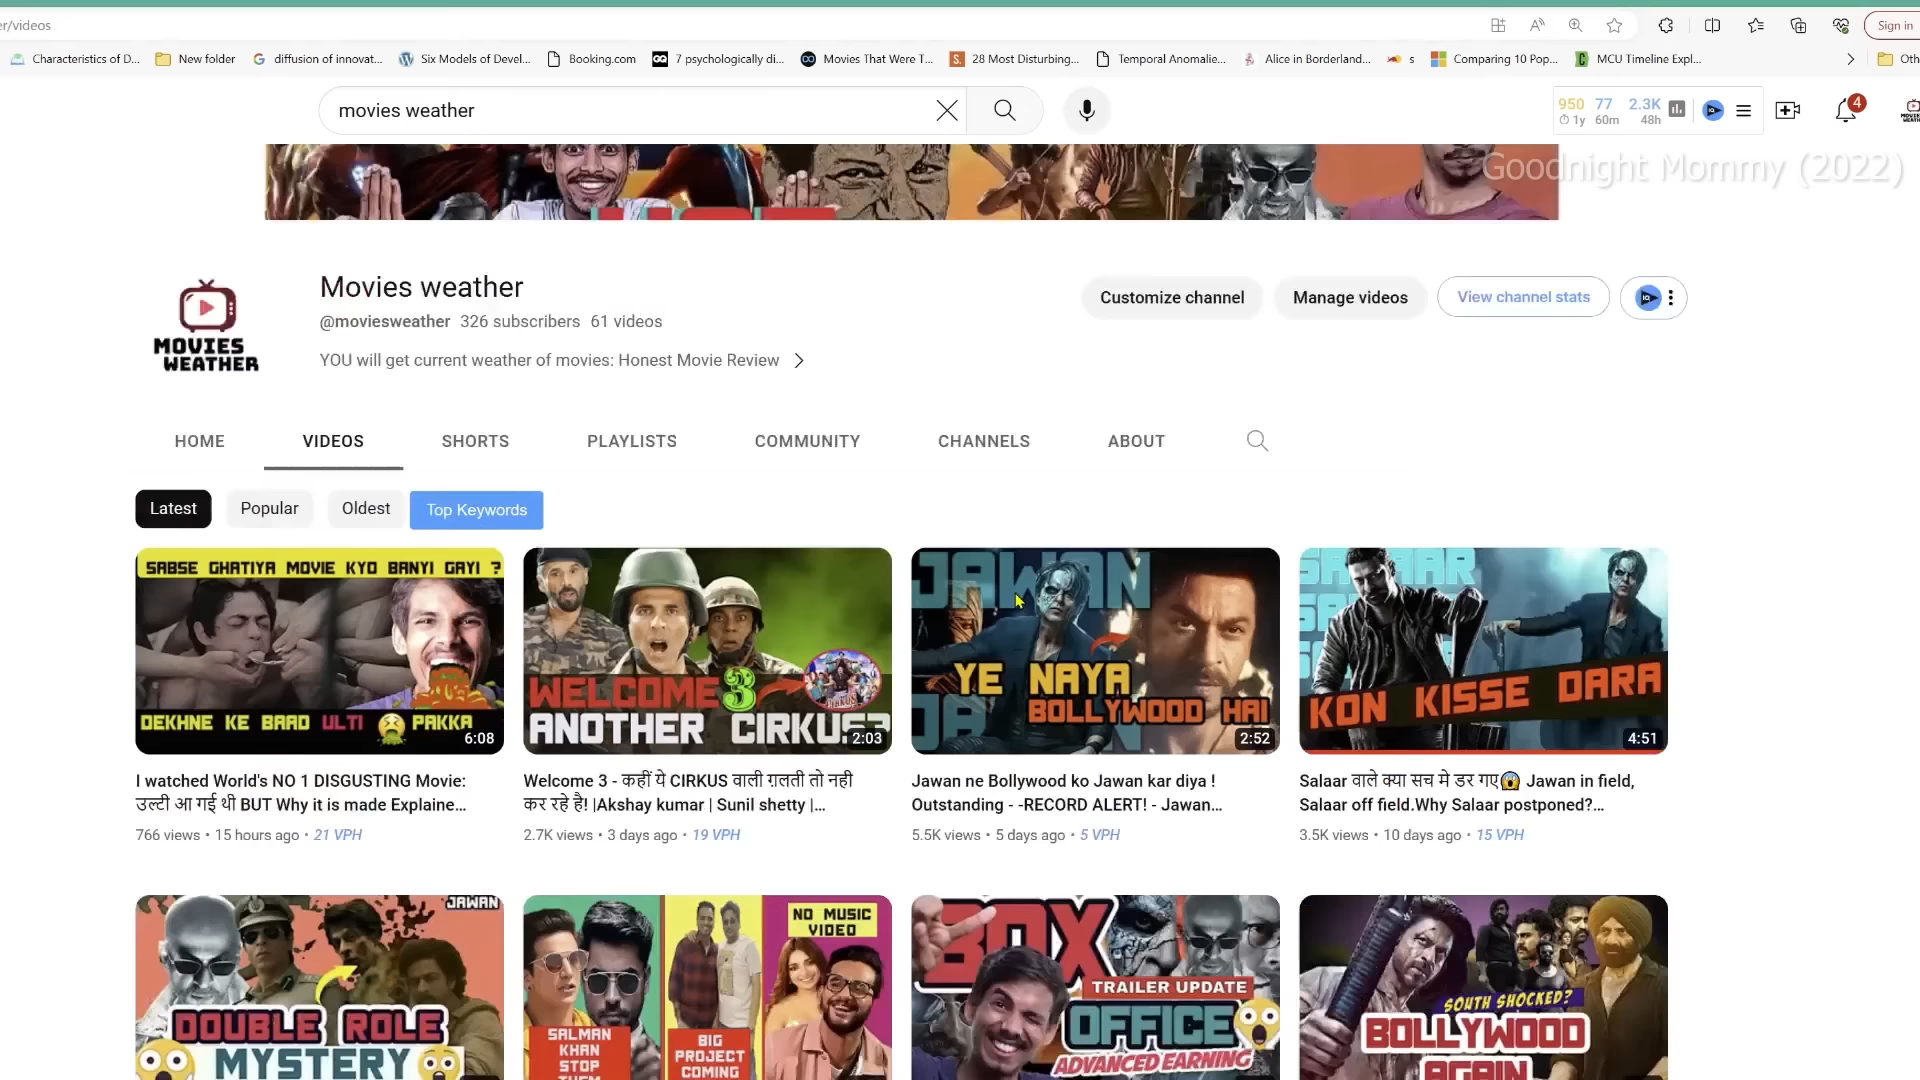 er/videos
Sign in
Characteristics of D...
New folder
diffusion of innovat...
Six Models of Devel...
Booking.com
7 psychologically di...
Movies That Were T...
28 Most Disturbing...
Temporal Anomalie...
Alice in Borderland...
s
Comparing 10 Pop...
MCU Timeline Expl...
Oth
movies weather
950 77 2.3K
1y 60m 48h
4
Goodnight Mommy (2022)
Movies weather
@moviesweather 326 subscribers 61 videos
YOU will get current weather of movies: Honest Movie Review
MOVIES
WEATHER
Customize channel
Manage videos
View channel stats
HOME
VIDEOS
SHORTS
PLAYLISTS
COMMUNITY
CHANNELS
ABOUT
Latest
Popular
Oldest
Top Keywords
SABSE GHATIYA MOVIE KYO BANYI GAYI ?
DEKHNE KE BAAD ULTI PAKKA
6:08
WELCOME 3
ANOTHER CIRKUS?
2:03
JAWAN
YE NAYA
BOLLYWOOD HAI
2:52
SALAAR
KON KISSE DARA
4:51
I watched World's NO 1 DISGUSTING Movie:
उल्टी आ गई थी BUT Why it is made Explaine...
766 views • 15 hours ago • 21 VPH
Welcome 3 - कहीं ये CIRKUS वाली गलती तो नही
कर रहे है! |Akshay kumar | Sunil shetty |...
2.7K views • 3 days ago • 19 VPH
Jawan ne Bollywood ko Jawan kar diya !
Outstanding - -RECORD ALERT! - Jawan...
5.5K views • 5 days ago • 5 VPH
Salaar वाले क्या सच मे डर गए😱 Jawan in field,
Salaar off field.Why Salaar postponed?...
3.5K views • 10 days ago • 15 VPH
JAWAN
DOUBLE ROLE
MYSTERY
NO MUSIC
VIDEO
SALMAN
KHAN
STOP
THEM
BIG
PROJECT
COMING
BOX
TRAILER UPDATE
OFFICE
ADVANCED EARNING
SOUTH SHOCKED?
BOLLYWOOD
AGAIN